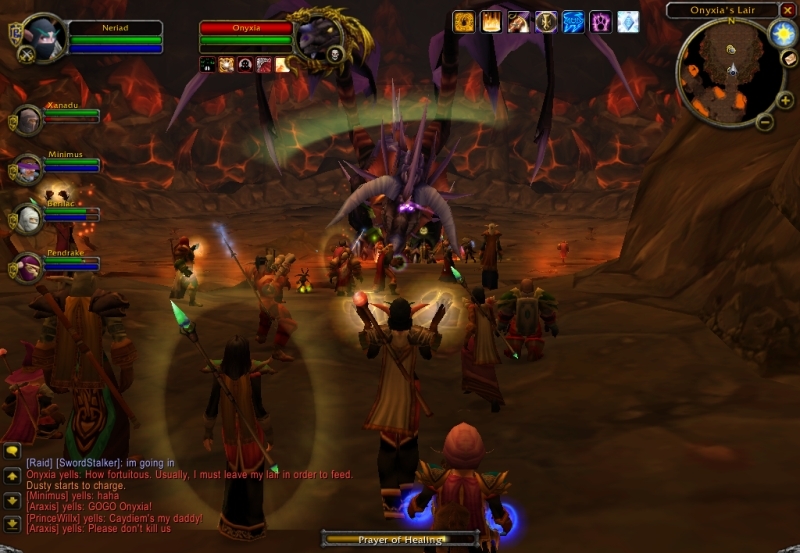 Neriad
Onyxia
Onyxia's Lair
N
Xanadu
Minimus
Pendrake
[Raid] [SwordStalker]: im going in
Onyxia yells: How fortuitous. Usually, I must leave my lair in order to feed.
Dusty starts to charge.
[Minimus] yells: haha
[Araxis] yells: GOGO Onyxia!
[PrinceWillx] yells: Caydiem's my daddy!
[Araxis] yells: Please don't kill us
Prayer of Healing